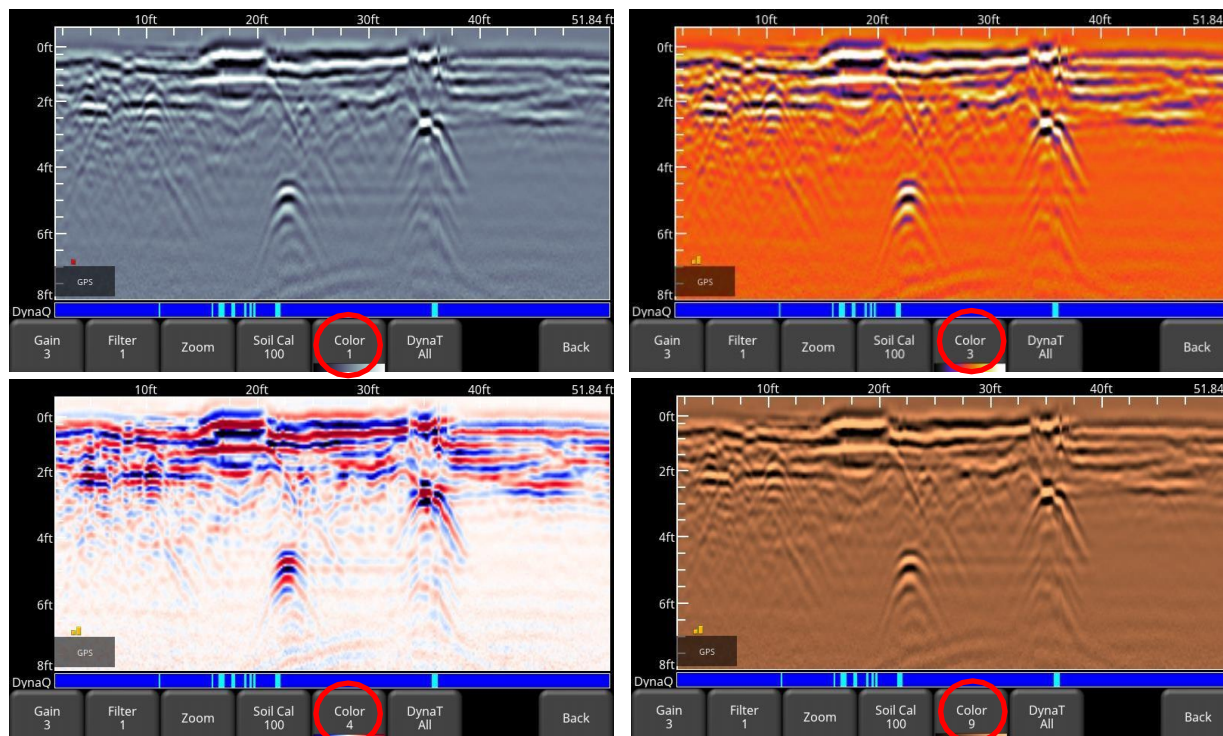 10ft 20ft 30ft 40ft 51.84 ft
0ft
2ft
4ft
6ft
GPS
8ft
DynaQ
Gain 3
Filter 1
Zoom
Soil Cal 100
Color 1
DynaT All
Back
10ft 20ft 30ft 40ft 51.84
0ft
2ft
4ft
6ft
GPS
8ft
DynaQ
Gain 3
Filter 1
Zoom
Soil Cal 100
Color 3
DynaT All
Back
10ft 20ft 30ft 40ft 51.84 ft
0ft
2ft
4ft
6ft
GPS
8ft
DynaQ
Gain 3
Filter 1
Zoom
Soil Cal 100
Color 4
DynaT All
Back
10ft 20ft 30ft 40ft 51.84
0ft
2ft
4ft
6ft
GPS
8ft
DynaQ
Gain 3
Filter 1
Zoom
Soil Cal 100
Color 9
DynaT All
Back